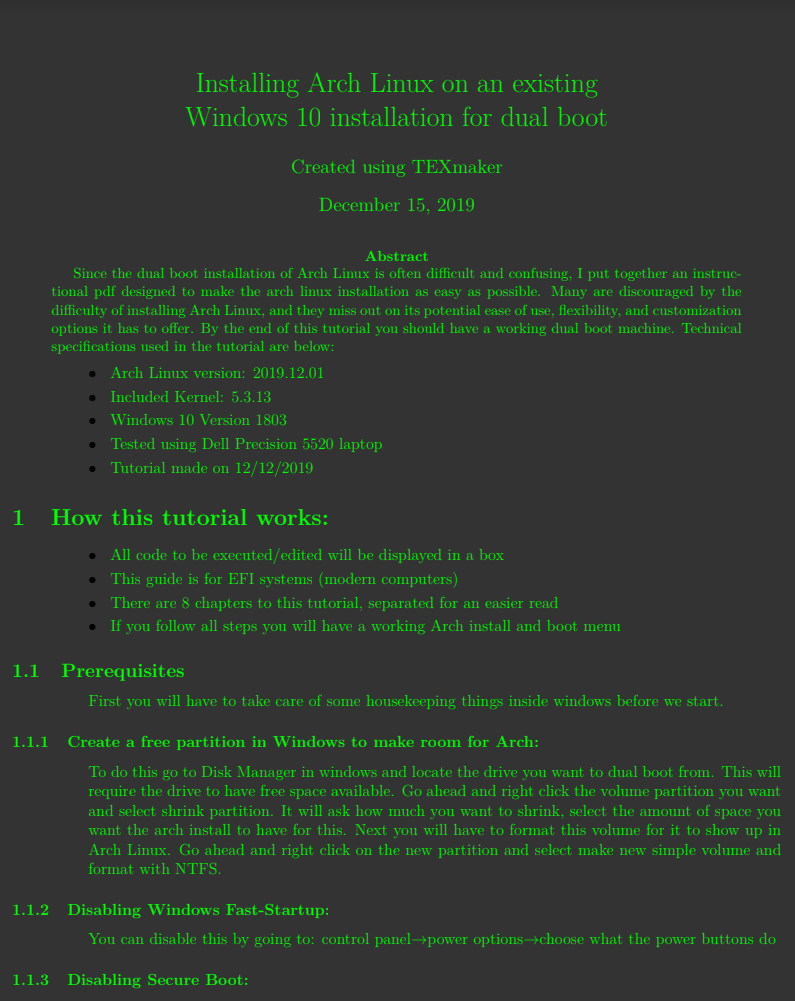 Installing Arch Linux on an existing
Windows 10 installation for dual boot
Created using TEXmaker
December 15, 2019
Abstract
Since the dual boot installation of Arch Linux is often difficult and confusing, I put together an instruc-
tional pdf designed to make the arch linux installation as easy as possible. Many are discouraged by the
difficulty of installing Arch Linux, and they miss out on its potential ease of use, flexibility, and customization
options it has to offer. By the end of this tutorial you should have a working dual boot machine. Technical
specifications used in the tutorial are below:
• Arch Linux version: 2019.12.01
• Included Kernel: 5.3.13
• Windows 10 Version 1803
• Tested using Dell Precision 5520 laptop
• Tutorial made on 12/12/2019
1 How this tutorial works:
• All code to be executed/edited will be displayed in a box
• This guide is for EFI systems (modern computers)
• There are 8 chapters to this tutorial, separated for an easier read
• If you follow all steps you will have a working Arch install and boot menu
1.1 Prerequisites
First you will have to take care of some housekeeping things inside windows before we start.
1.1.1 Create a free partition in Windows to make room for Arch:
To do this go to Disk Manager in windows and locate the drive you want to dual boot from. This will
require the drive to have free space available. Go ahead and right click the volume partition you want
and select shrink partition. It will ask how much you want to shrink, select the amount of space you
want the arch install to have for this. Next you will have to format this volume for it to show up in
Arch Linux. Go ahead and right click on the new partition and select make new simple volume and
format with NTFS.
1.1.2 Disabling Windows Fast-Startup:
You can disable this by going to: control panel→power options→choose what the power buttons do
1.1.3 Disabling Secure Boot: